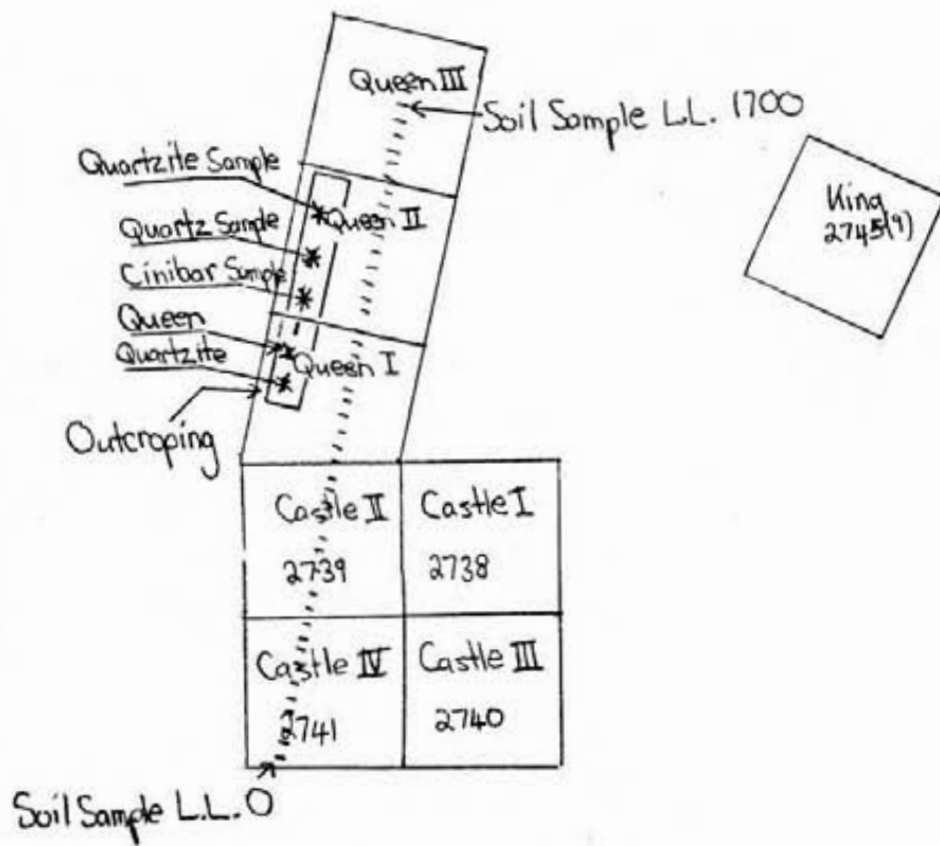 Queen III
Soil Sample L.L. 1700
Quartzite Sample
King
2745(9)
Queen II
Quartz Sample
Cinibar Sample
Queen
Quartzite
Queen I
Outcroping
Castle II
2739
Castle I
2738
Castle IV
2741
Castle III
2740
Soil Sample L.L. 0